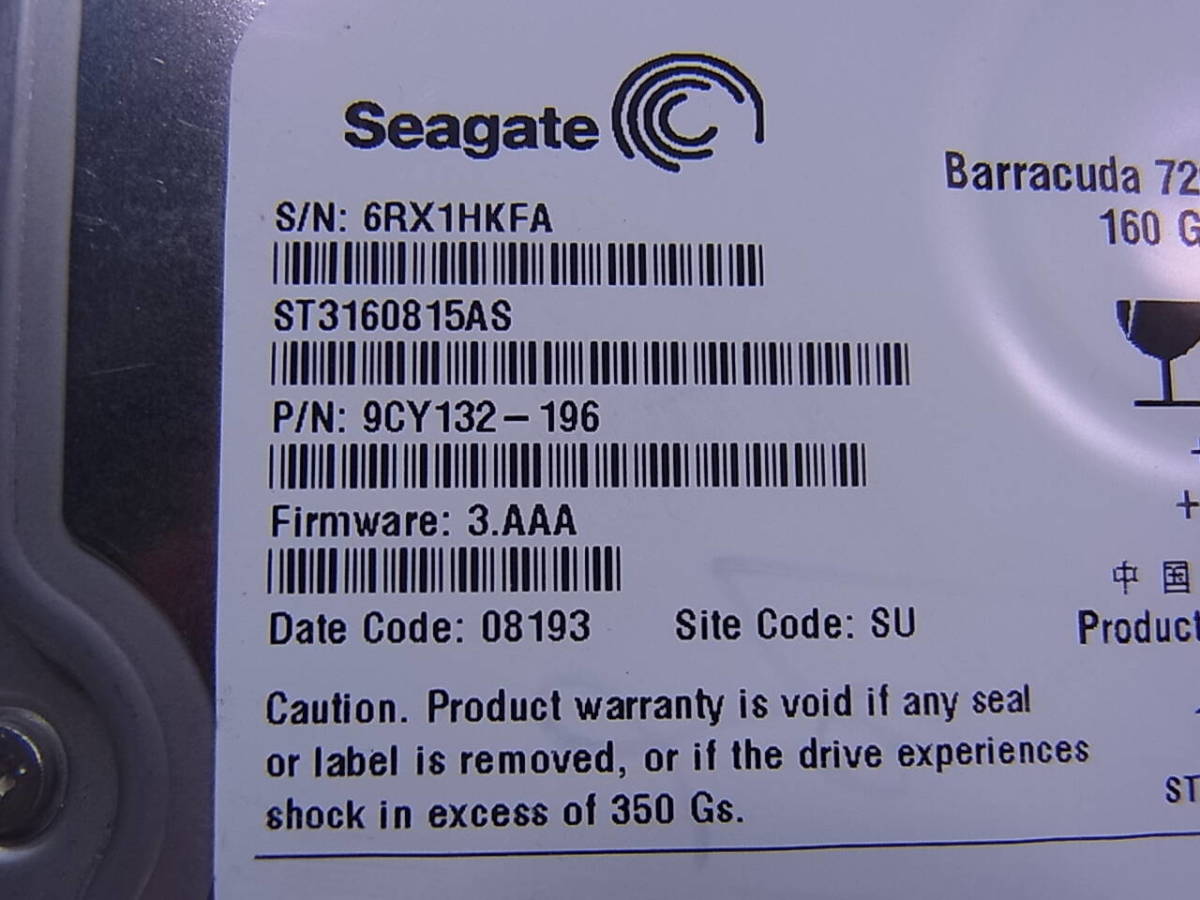 Seagate
Barracuda 72
160 G
S/N: 6RX1HKFA
ST3160815AS
P/N: 9CY132-196
Firmware: 3.AAA
Date Code: 08193 Site Code: SU
中国
Product
Caution. Product warranty is void if any seal
or label is removed, or if the drive experiences
shock in excess of 350 Gs.
ST